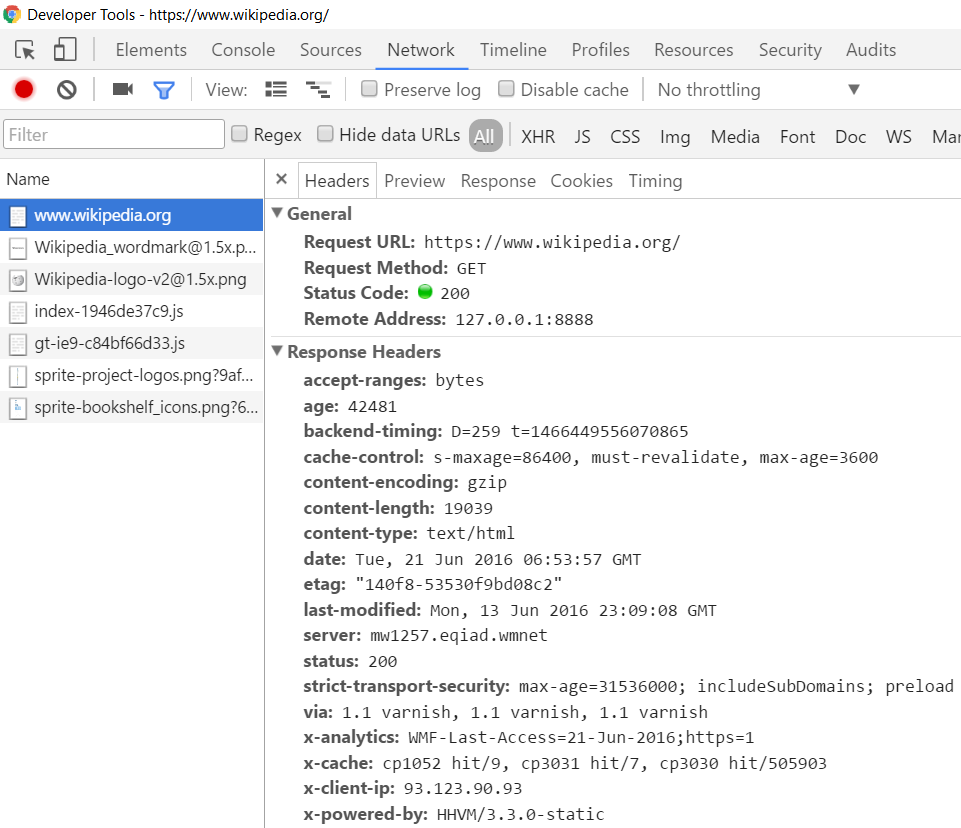 Developer Tools - https://www.wikipedia.org/
Elements Console Sources Network Timeline Profiles Resources Security Audits
View: Preserve log Disable cache No throttling
Filter Regex Hide data URLs All XHR JS CSS Img Media Font Doc WS Mar
Name
Headers Preview Response Cookies Timing
www.wikipedia.org
Wikipedia_wordmark@1.5x.p...
Wikipedia-logo-v2@1.5x.png
index-1946de37c9.js
gt-ie9-c84bf66d33.js
sprite-project-logos.png?9af...
sprite-bookshelf_icons.png?6...
General
Request URL: https://www.wikipedia.org/
Request Method: GET
Status Code: 200
Remote Address: 127.0.0.1:8888
Response Headers
accept-ranges: bytes
age: 42481
backend-timing: D=259 t=1466449556070865
cache-control: s-maxage=86400, must-revalidate, max-age=3600
content-encoding: gzip
content-length: 19039
content-type: text/html
date: Tue, 21 Jun 2016 06:53:57 GMT
etag: "140f8-53530f9bd08c2"
last-modified: Mon, 13 Jun 2016 23:09:08 GMT
server: mw1257.eqiad.wmnet
status: 200
strict-transport-security: max-age=31536000; includeSubDomains; preload
via: 1.1 varnish, 1.1 varnish, 1.1 varnish
x-analytics: WMF-Last-Access=21-Jun-2016;https=1
x-cache: cp1052 hit/9, cp3031 hit/7, cp3030 hit/505903
x-client-ip: 93.123.90.93
x-powered-by: HHVM/3.3.0-static